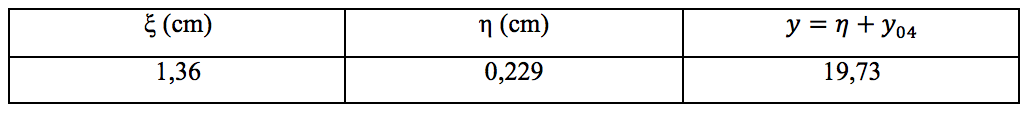 ξ (cm) η (cm) y = η + y₀₄
1,36 0,229 19,73